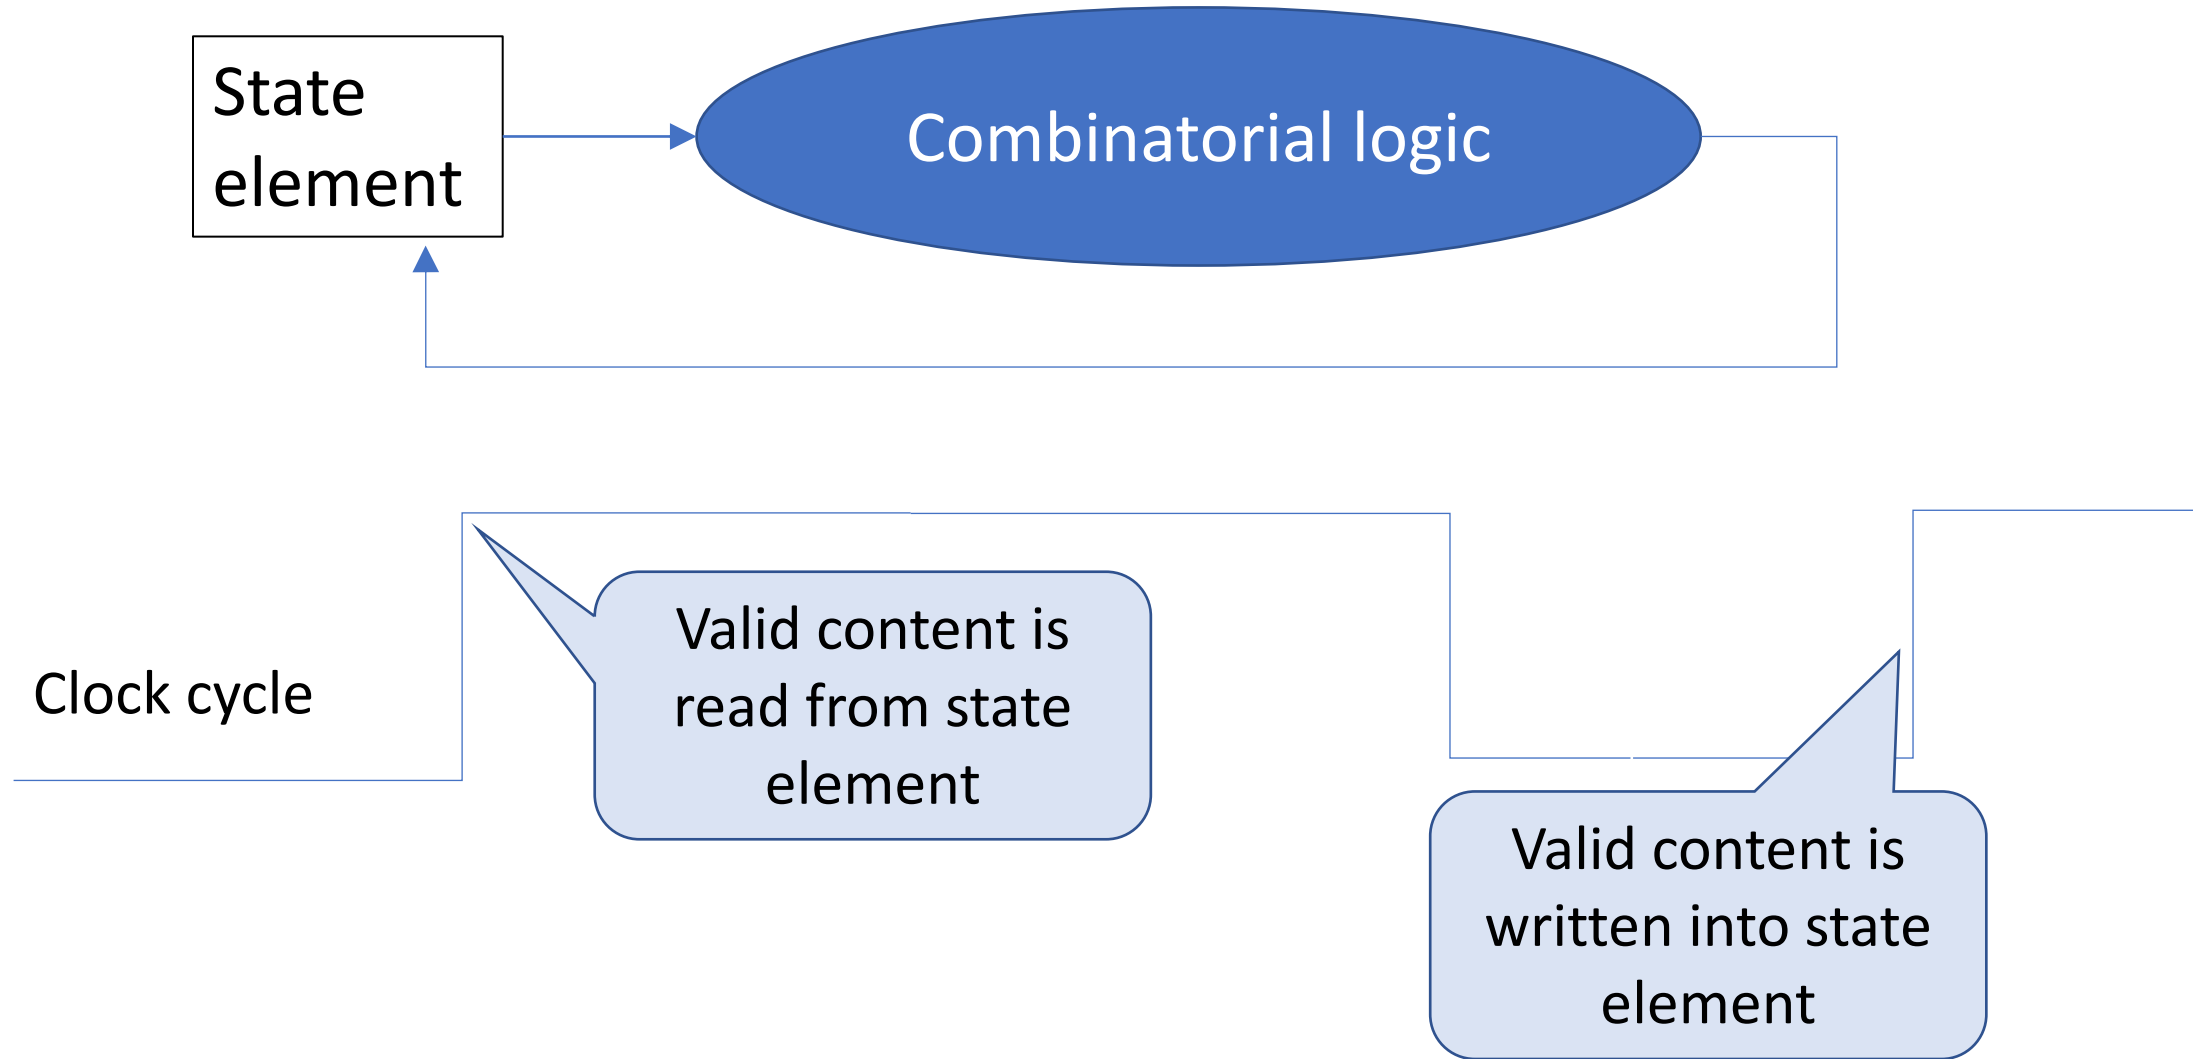 State
element
Combinatorial logic
Clock cycle
Valid content is
read from state
element
Valid content is
written into state
element